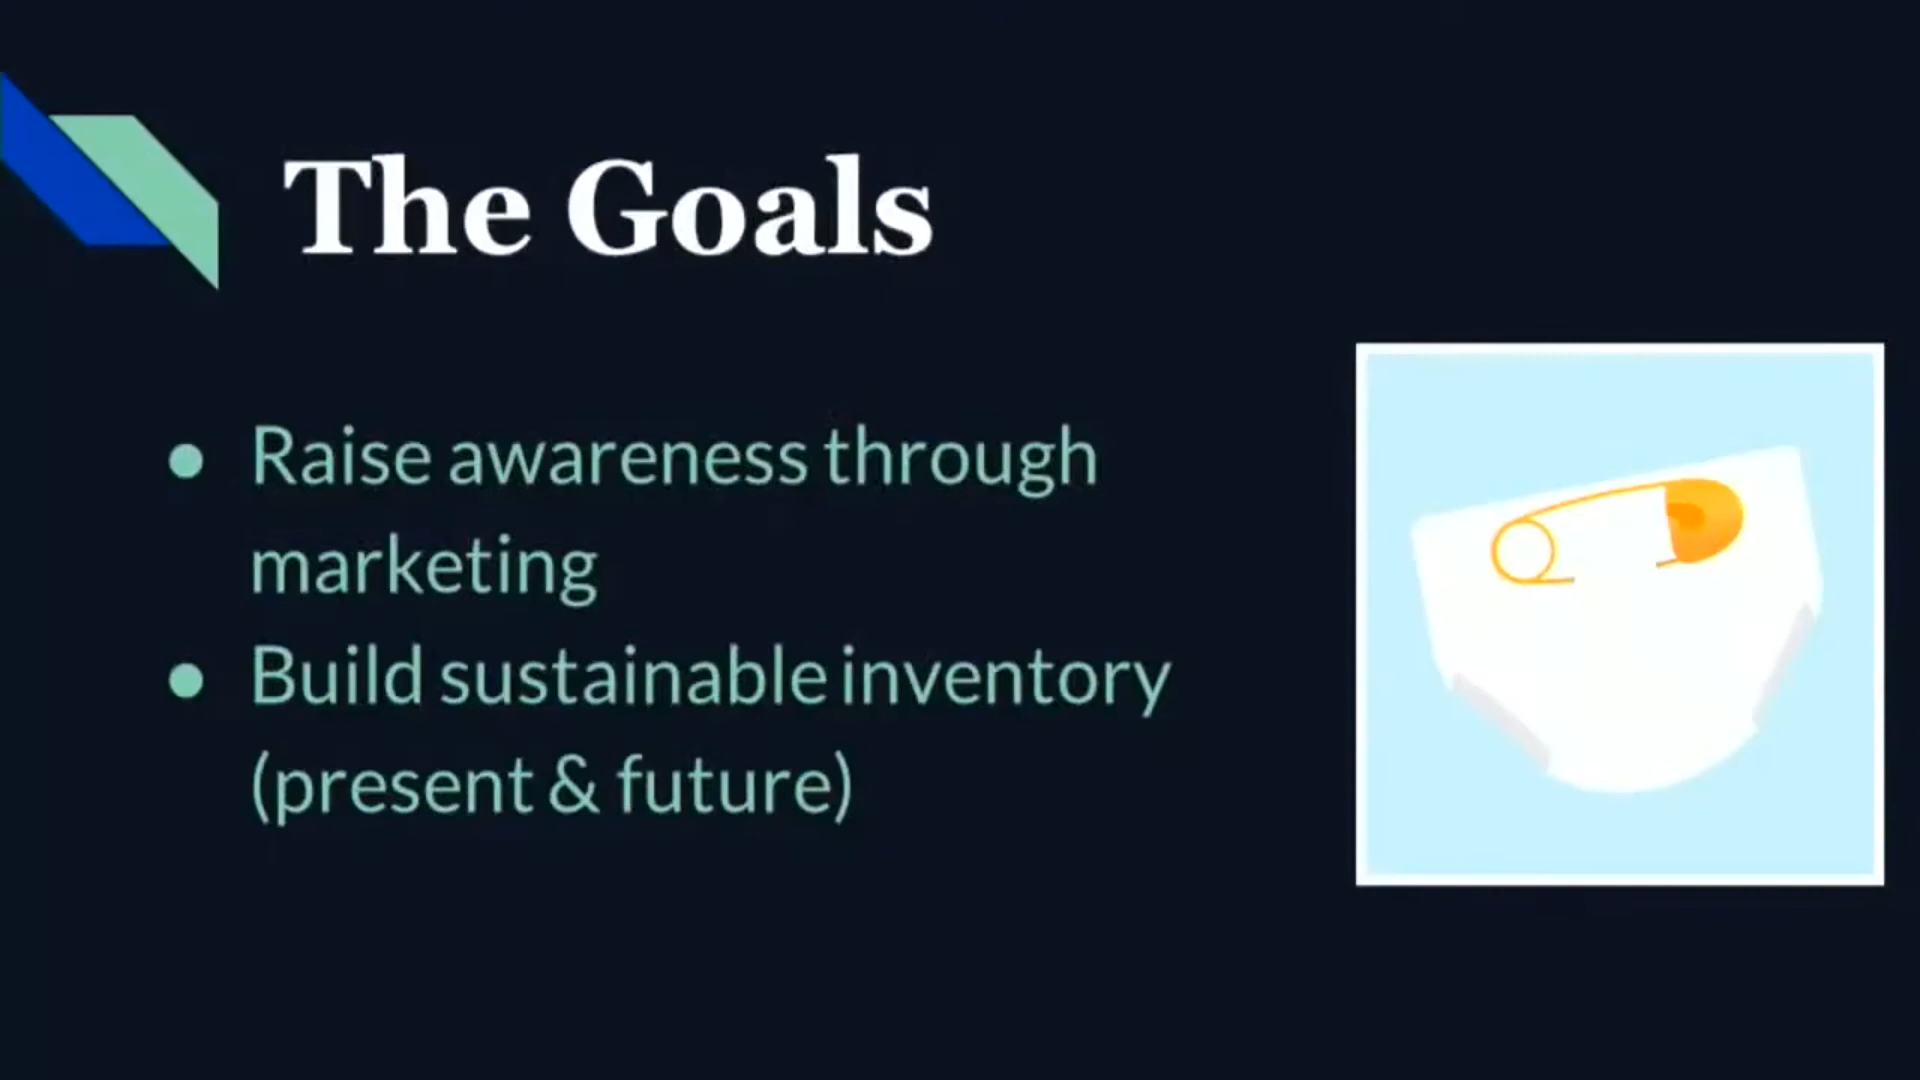 The Goals
● Raise awareness through
marketing
● Build sustainable inventory
(present & future)